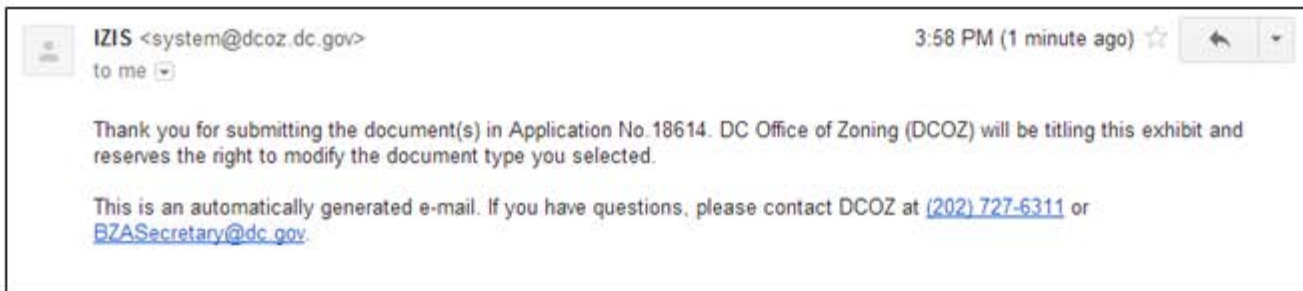 IZIS <system@dcoz.dc.gov> 3:58 PM (1 minute ago)
to me
Thank you for submitting the document(s) in Application No.18614. DC Office of Zoning (DCOZ) will be titling this exhibit and
reserves the right to modify the document type you selected.
This is an automatically generated e-mail. If you have questions, please contact DCOZ at (202) 727-6311 or
BZASecretary@dc.gov.